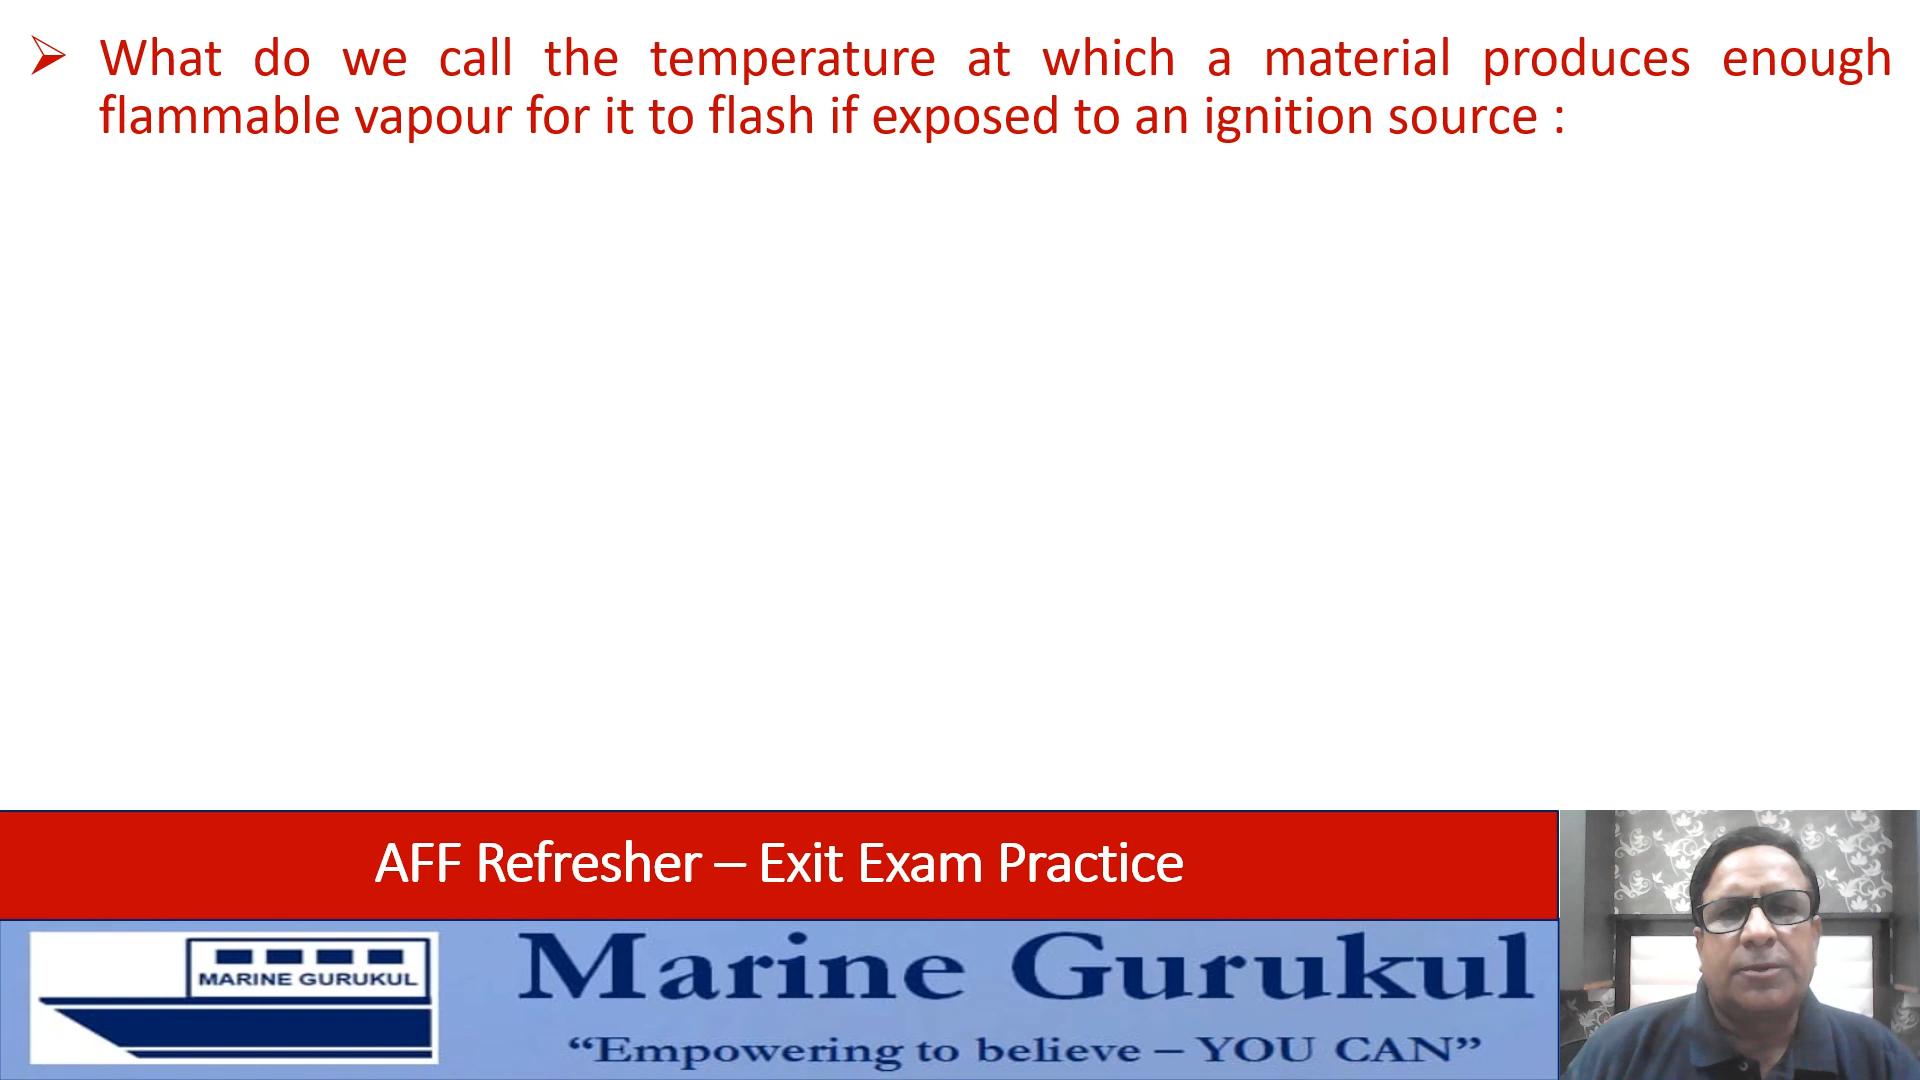 What do we call the temperature at which a material produces enough
flammable vapour for it to flash if exposed to an ignition source :
AFF Refresher – Exit Exam Practice
MARINE GURUKUL
Marine Gurukul
“Empowering to believe – YOU CAN”